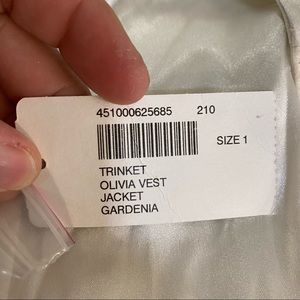 451000625685 210
SIZE 1
TRINKET
OLIVIA VEST
JACKET
GARDENIA